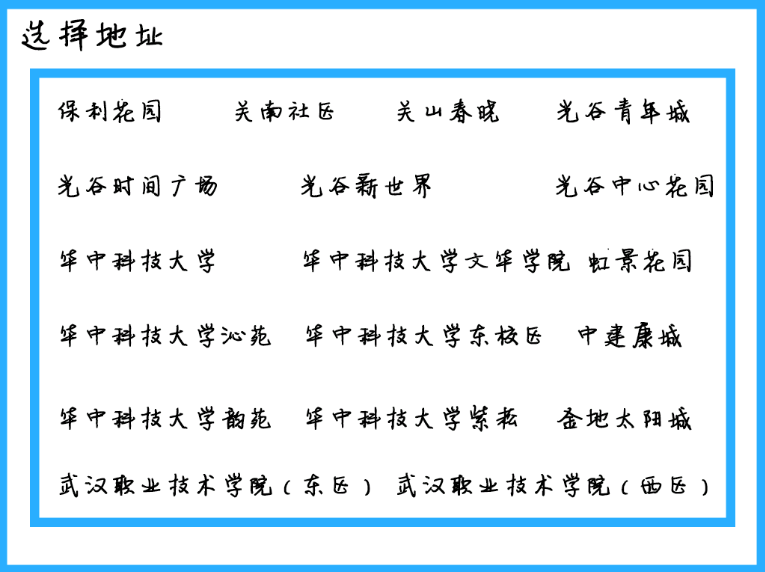 选择地址
保利花园 关南社区 关山春晓 光谷青年城
光谷时间广场 光谷新世界 光谷中心花园
华中科技大学 华中科技大学文华学院 虹景花园
华中科技大学沁苑 华中科技大学东校区 中建康城
华中科技大学韵苑 华中科技大学紫菘 金地太阳城
武汉职业技术学院（东区） 武汉职业技术学院（西区）